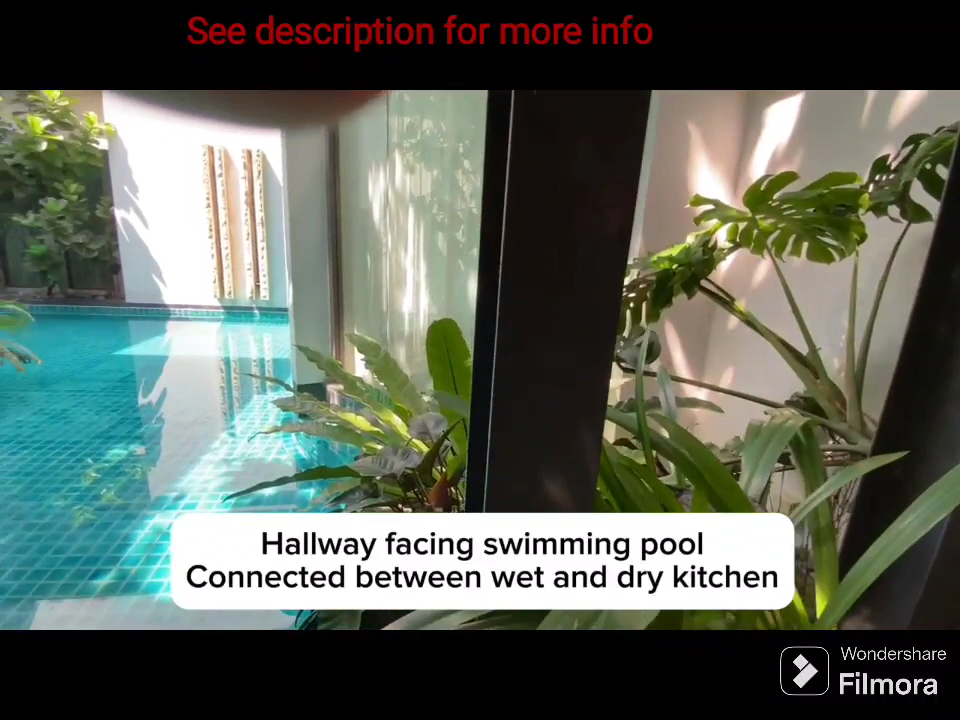 See description for more info
Hallway facing swimming pool
Connected between wet and dry kitchen
Wondershare
Filmora